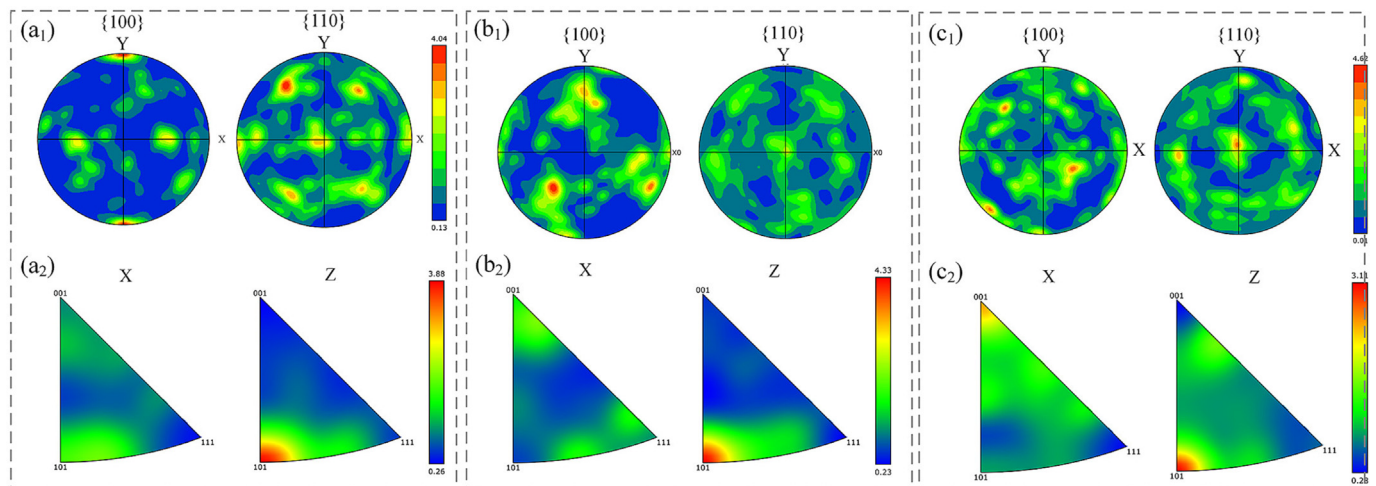 (a1)
{100}
{110}
Y
Y
X
X
4.04
0.13
(b1)
{100}
{110}
Y
Y
X0
X0
(c1)
{100}
{110}
Y
Y
X
X
4.62
0.01
(a2)
X
Z
001
001
101
111
101
111
3.88
0.26
(b2)
X
Z
001
001
101
111
101
111
4.33
0.23
(c2)
X
Z
001
001
101
111
101
111
3.11
0.28